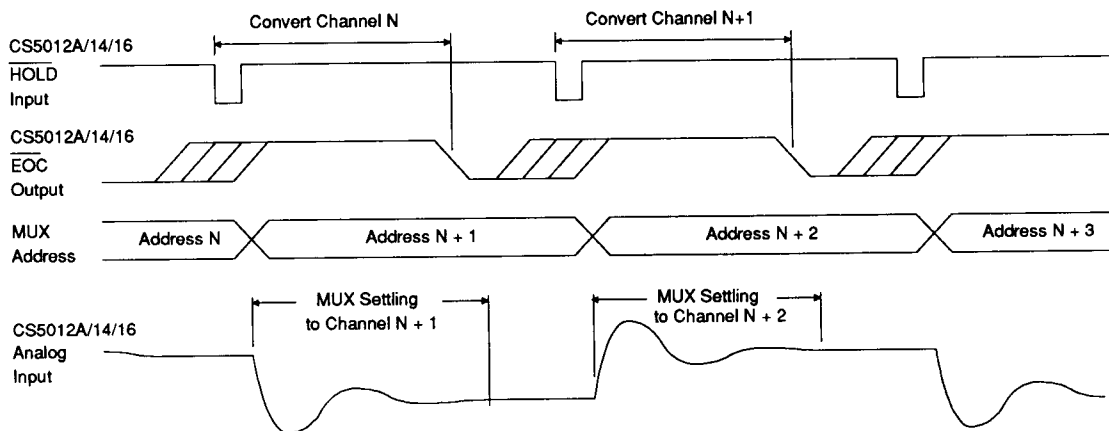 Convert Channel N
Convert Channel N+1
CS5012A/14/16
HOLD
Input
CS5012A/14/16
EOC
Output
MUX
Address
Address N
Address N + 1
Address N + 2
Address N + 3
MUX Settling
to Channel N + 1
MUX Settling
to Channel N + 2
CS5012A/14/16
Analog
Input